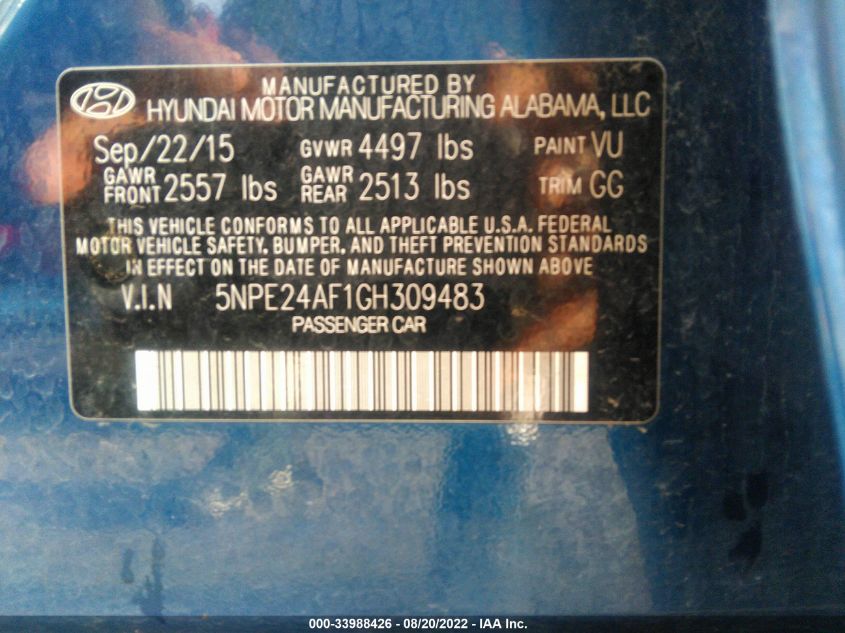 MANUFACTURED BY
HYUNDAI MOTOR MANUFACTURING ALABAMA, LLC
Sep/22/15 GVWR 4497 lbs PAINT VU
GAWR FRONT 2557 lbs GAWR REAR 2513 lbs TRIM GG
THIS VEHICLE CONFORMS TO ALL APPLICABLE U.S.A. FEDERAL
MOTOR VEHICLE SAFETY, BUMPER, AND THEFT PREVENTION STANDARDS
IN EFFECT ON THE DATE OF MANUFACTURE SHOWN ABOVE
V.I.N 5NPE24AF1GH309483
PASSENGER CAR
000-33988426 - 08/20/2022 - IAA Inc.